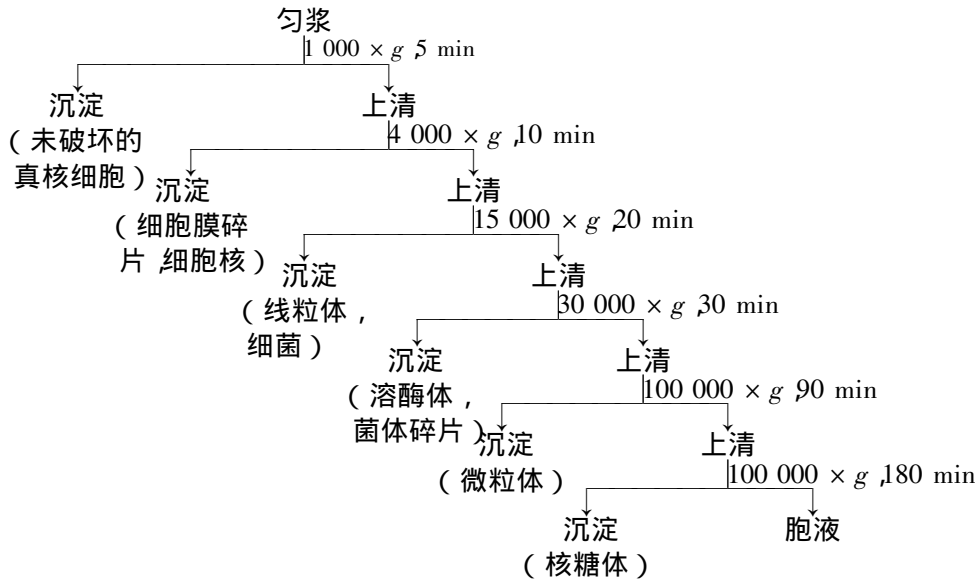 匀浆
1 000 × g ,5 min
沉淀
(未破坏的
真核细胞)
上清
4 000 × g ,10 min
沉淀
(细胞膜碎
片,细胞核)
上清
15 000 × g ,20 min
沉淀
(线粒体,
细菌)
上清
30 000 × g ,30 min
沉淀
(溶酶体,
菌体碎片)
上清
100 000 × g ,90 min
沉淀
(微粒体)
上清
100 000 × g ,180 min
沉淀
(核糖体)
胞液